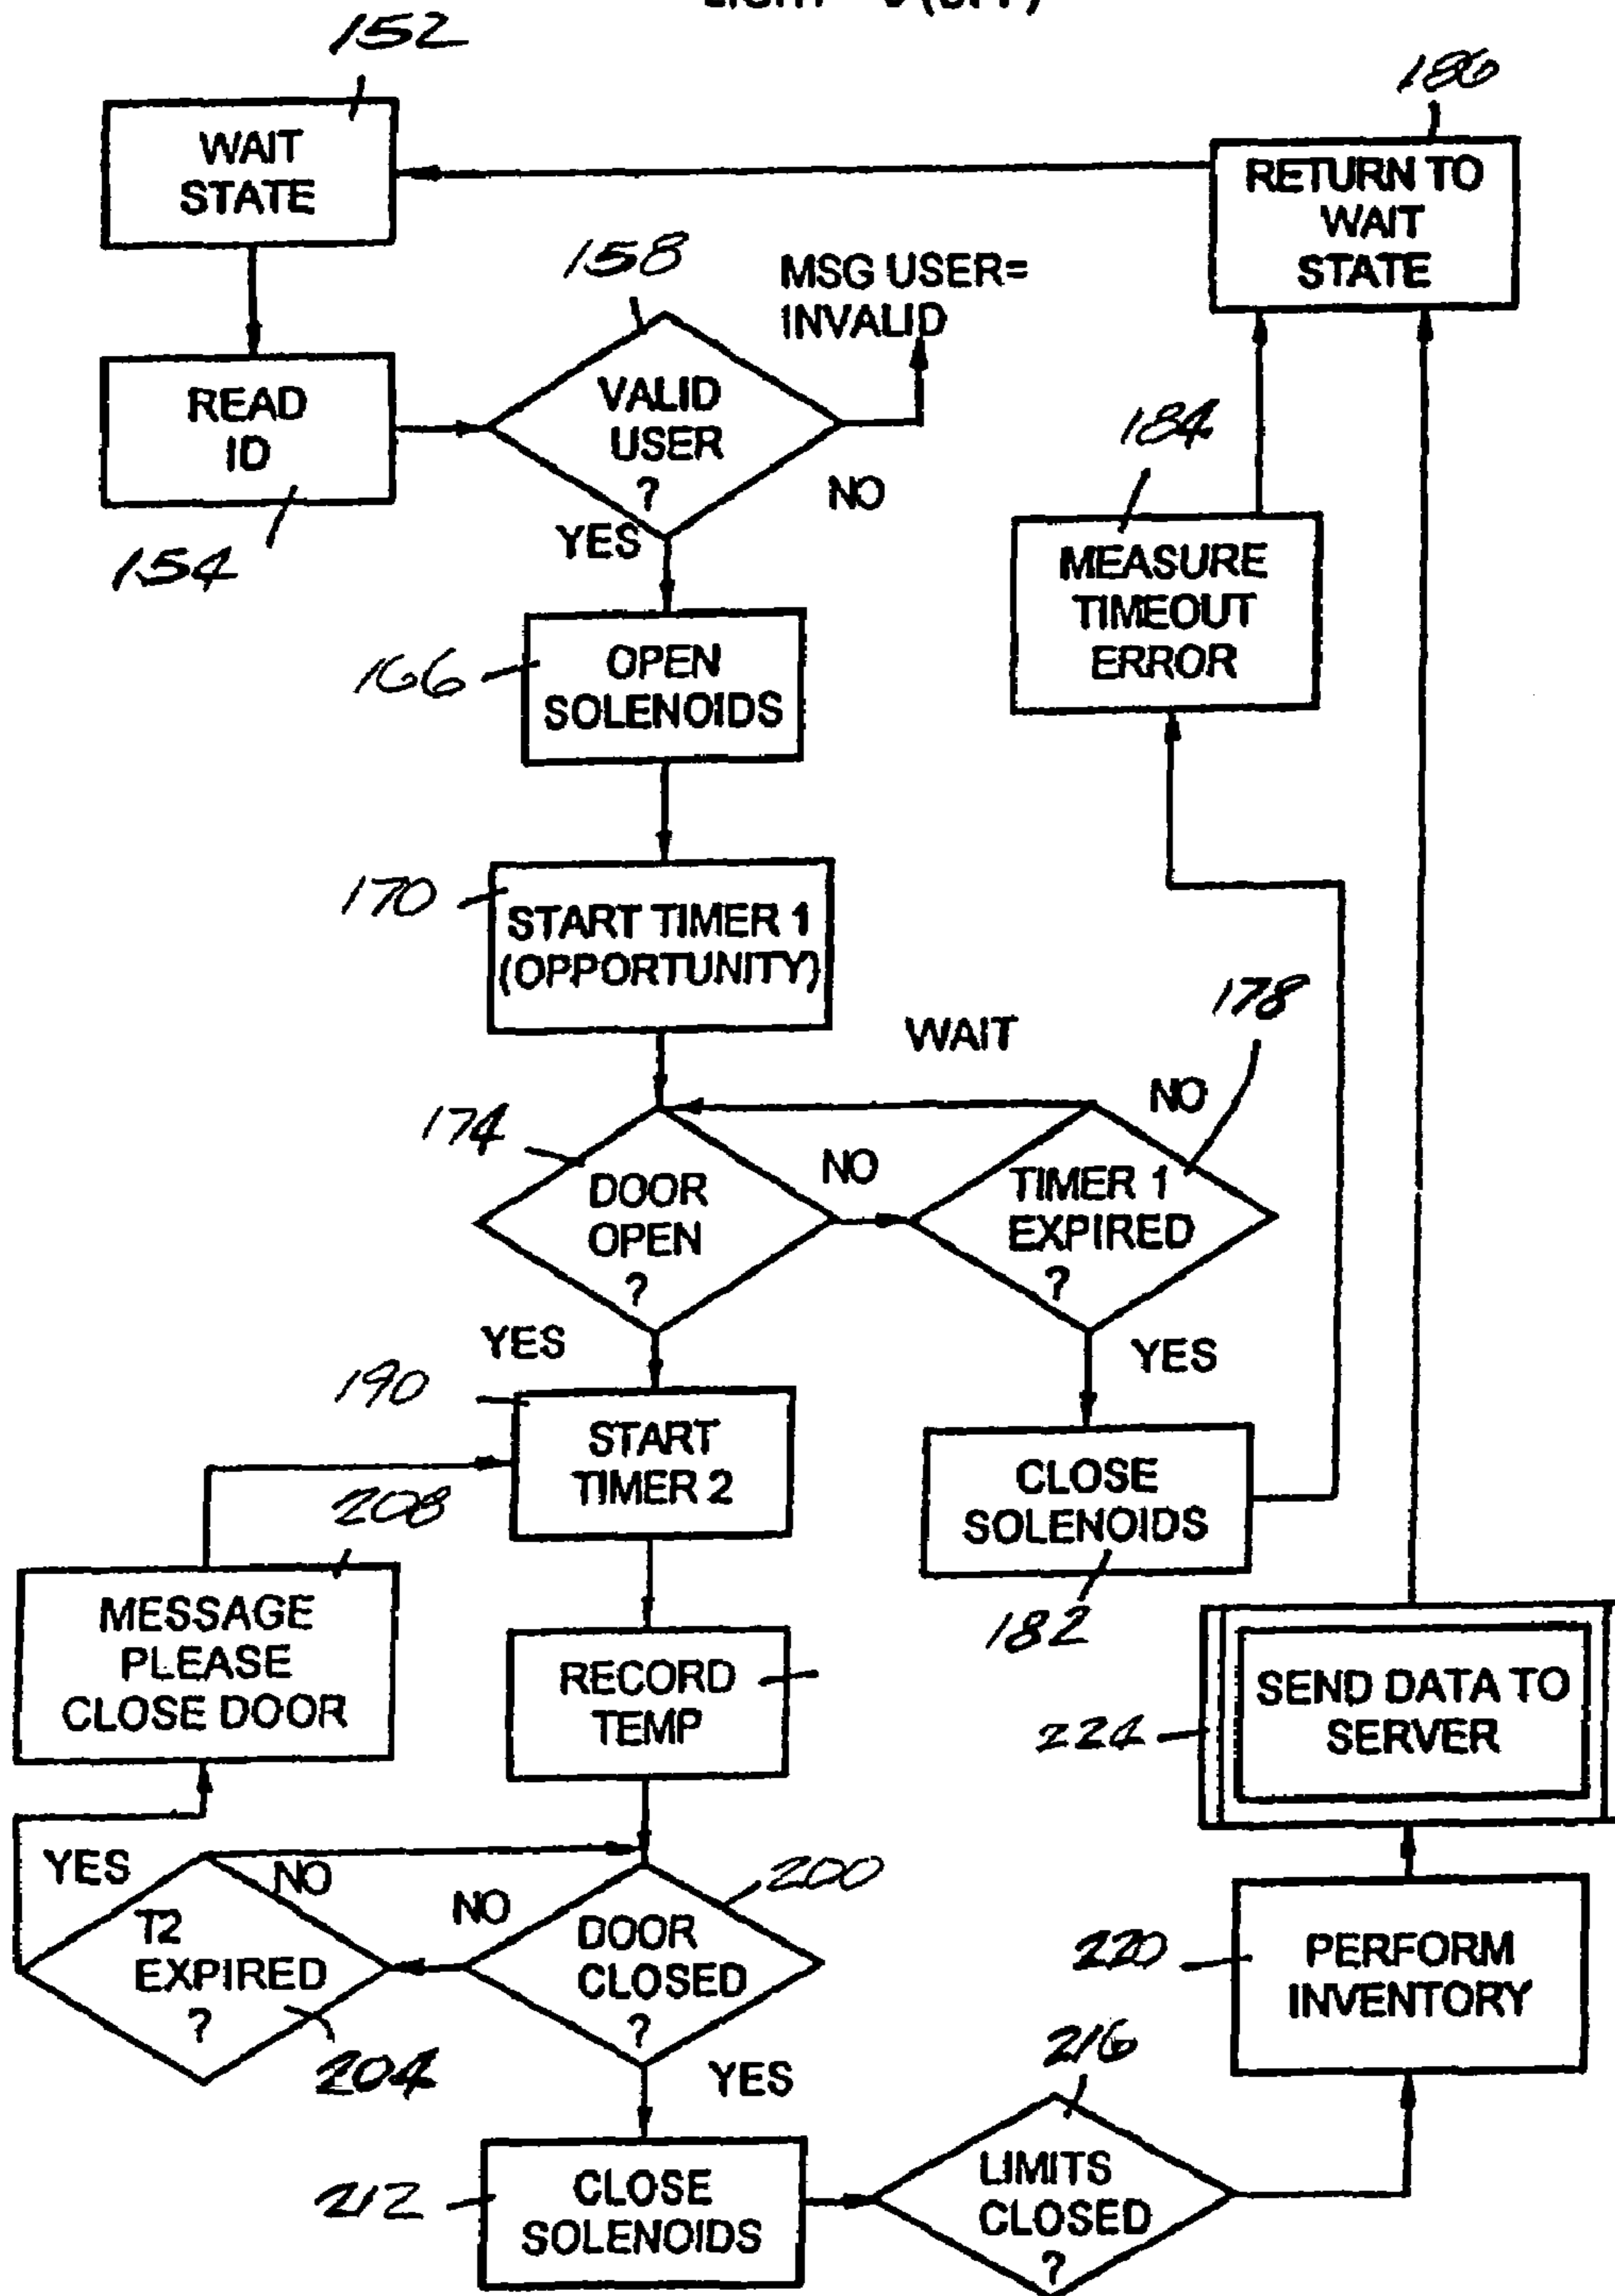 152
186
WAIT
STATE
RETURN TO
WAIT
STATE
158
MSG USER=
INVALID
READ
ID
VALID
USER
?
NO
YES
154
184
MEASURE
TIMEOUT
ERROR
166
OPEN
SOLENOIDS
170
START TIMER 1
(OPPORTUNITY)
WAIT
178
NO
174
DOOR
OPEN
?
NO
TIMER 1
EXPIRED
?
YES
YES
190
START
TIMER 2
CLOSE
SOLENOIDS
182
208
MESSAGE
PLEASE
CLOSE DOOR
RECORD
TEMP
224
SEND DATA TO
SERVER
YES
NO
T2
EXPIRED
?
204
NO
200
DOOR
CLOSED
?
YES
220
PERFORM
INVENTORY
216
212
CLOSE
SOLENOIDS
LIMITS
CLOSED
?